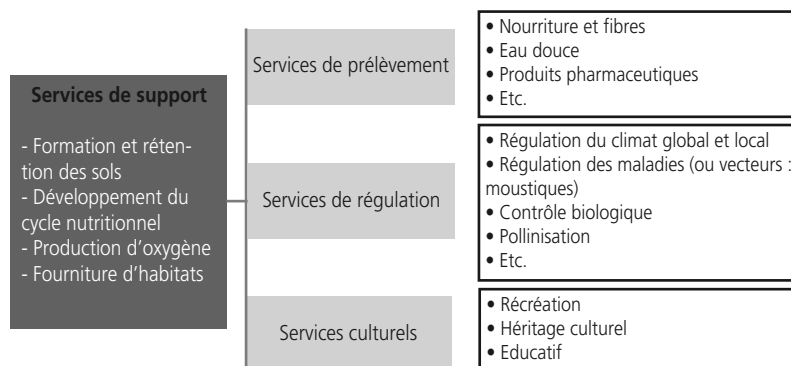 Services de support
- Formation et réten-
tion des sols
- Développement du
cycle nutritionnel
- Production d’oxygène
- Fourniture d’habitats
Services de prélèvement
• Nourriture et fibres
• Eau douce
• Produits pharmaceutiques
• Etc.
Services de régulation
• Régulation du climat global et local
• Régulation des maladies (ou vecteurs :
moustiques)
• Contrôle biologique
• Pollinisation
• Etc.
Services culturels
• Récréation
• Héritage culturel
• Educatif